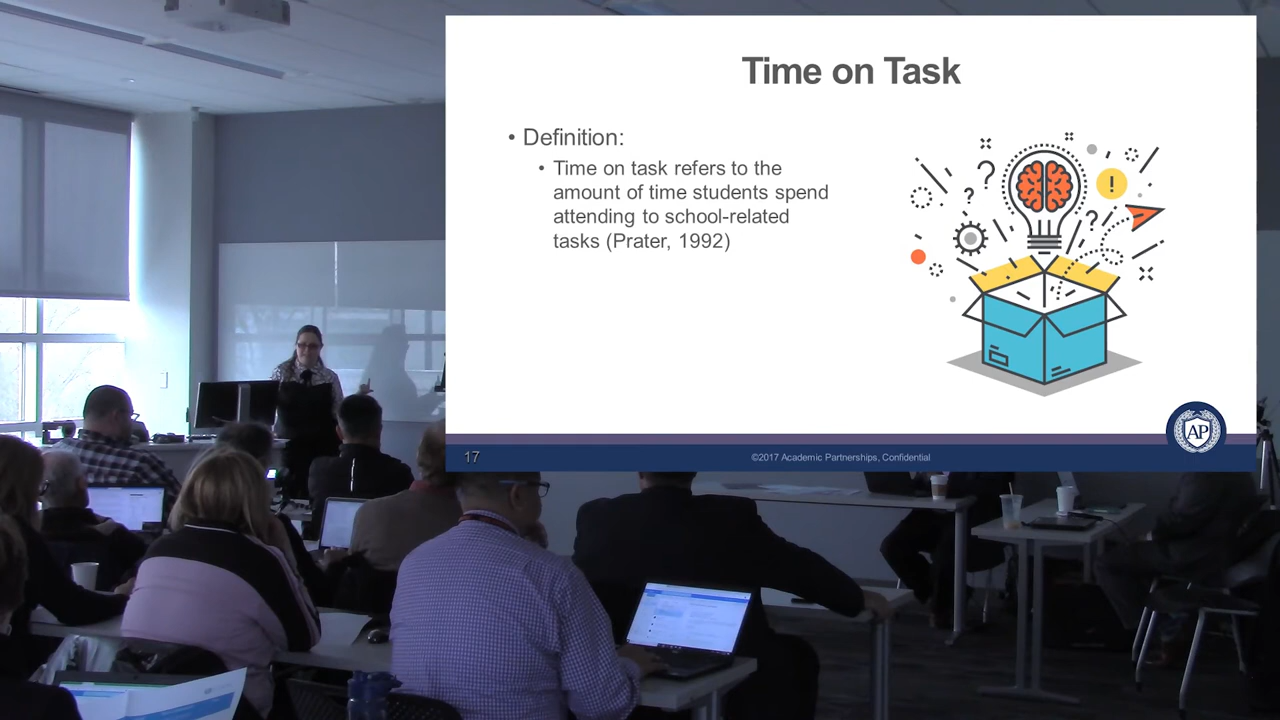 Time on Task
• Definition:
• Time on task refers to the
amount of time students spend
attending to school-related
tasks (Prater, 1992)
!
AP
17
©2017 Academic Partnerships, Confidential